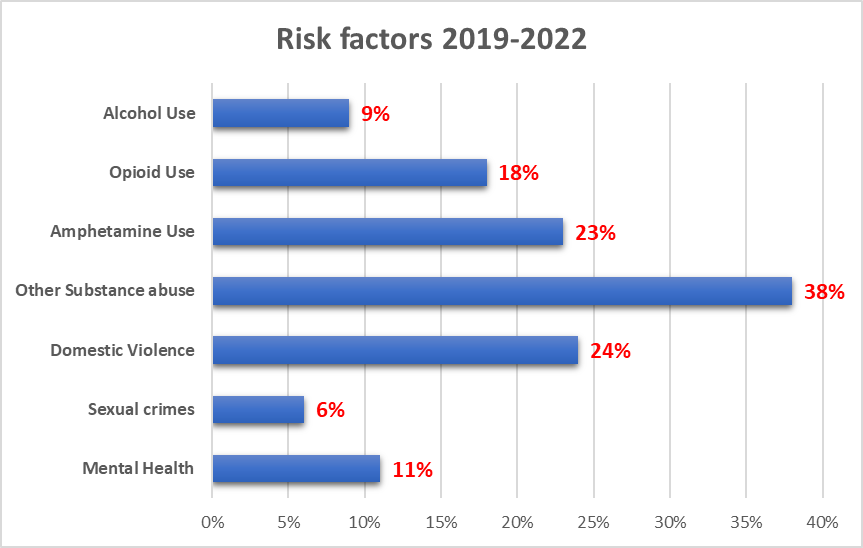 Risk factors 2019-2022
Alcohol Use 9%
Opioid Use 18%
Amphetamine Use 23%
Other Substance abuse 38%
Domestic Violence 24%
Sexual crimes 6%
Mental Health 11%
0% 5% 10% 15% 20% 25% 30% 35% 40%